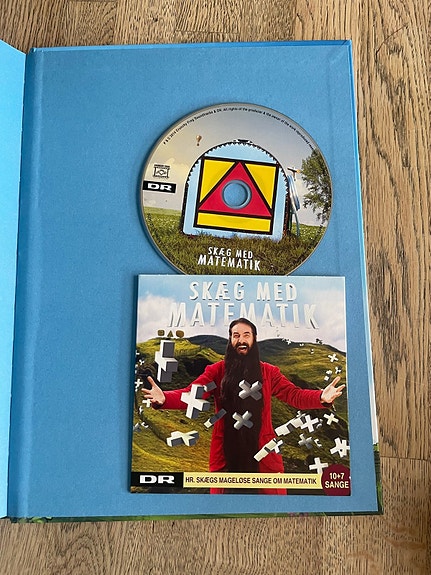 DR
SKÆG MED
MATEMATIK
SKÆG MED
MATEMATIK
DR
HR. SKÆGS MAGELØSE SANGE OM MATEMATIK
10+7
SANGE